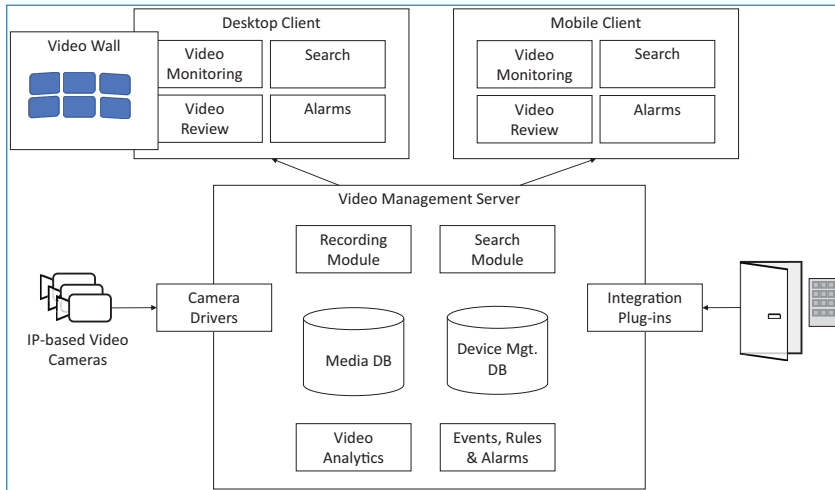 Desktop Client
Mobile Client
Video Wall
Video
Monitoring
Search
Video
Review
Alarms
Video
Monitoring
Search
Video
Review
Alarms
Video Management Server
Recording
Module
Search
Module
Camera
Drivers
Integration
Plug-ins
IP-based Video
Cameras
Media DB
Device Mgt.
DB
Video
Analytics
Events, Rules
& Alarms